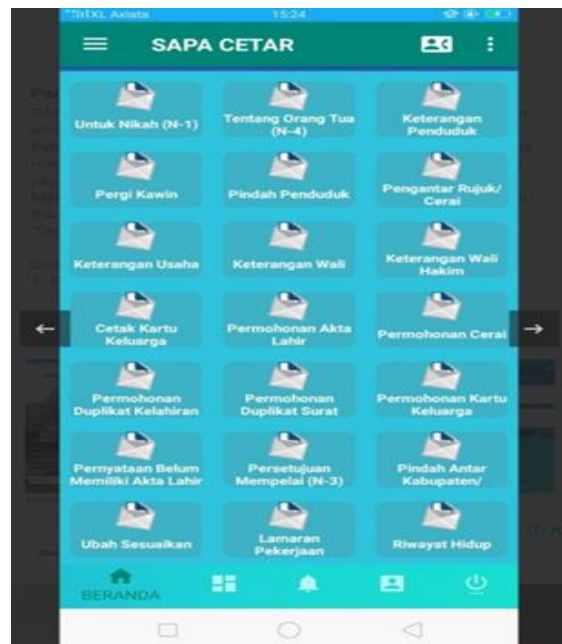 XL Axiata 15:24
SAPA CETAR
Untuk Nikah (N-1)
Tentang Orang Tua
(N-4)
Keterangan
Penduduk
Pergi Kawin
Pindah Penduduk
Pengantar Rujuk/
Cerai
Keterangan Usaha
Keterangan Wali
Keterangan Wali
Hakim
Cetak Kartu
Keluarga
Permohonan Akta
Lahir
Permohonan Cerai
Permohonan
Duplikat Kelahiran
Permohonan
Duplikat Surat
Permohonan Kartu
Keluarga
Pernyataan Belum
Memiliki Akta Lahir
Persetujuan
Mempelai (N-3)
Pindah Antar
Kabupaten/
Ubah Sesuaikan
Lamaran
Pekerjaan
Riwayat Hidup
BERANDA